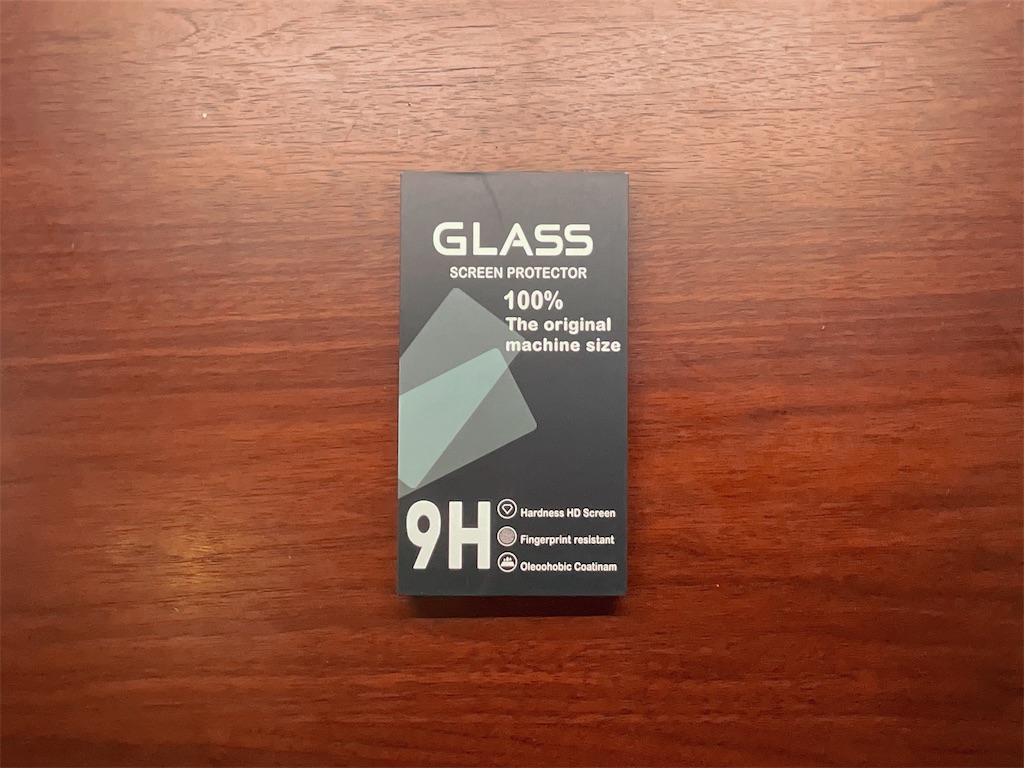 GLASS
SCREEN PROTECTOR
100%
The original
machine size
9H
Hardness HD Screen
Fingerprint resistant
Oleoohobic Coatinam